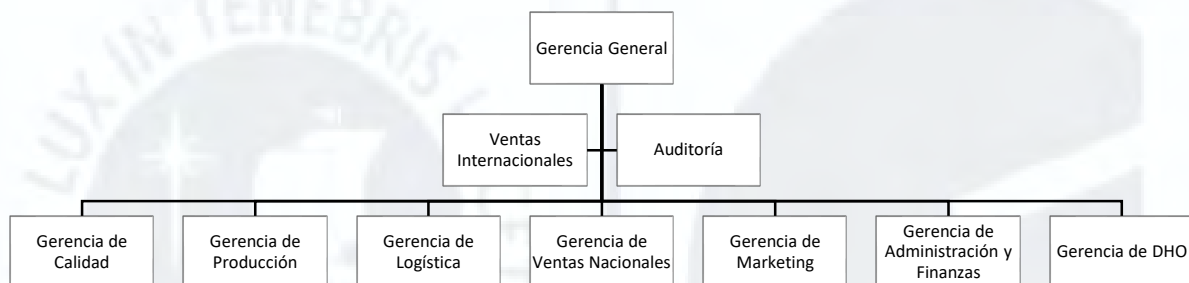 LUX IN TENEBRIS
Gerencia General
Ventas
Internacionales
Auditoría
Gerencia de
Calidad
Gerencia de
Producción
Gerencia de
Logística
Gerencia de
Ventas Nacionales
Gerencia de
Marketing
Gerencia de
Administración y
Finanzas
Gerencia de DHO